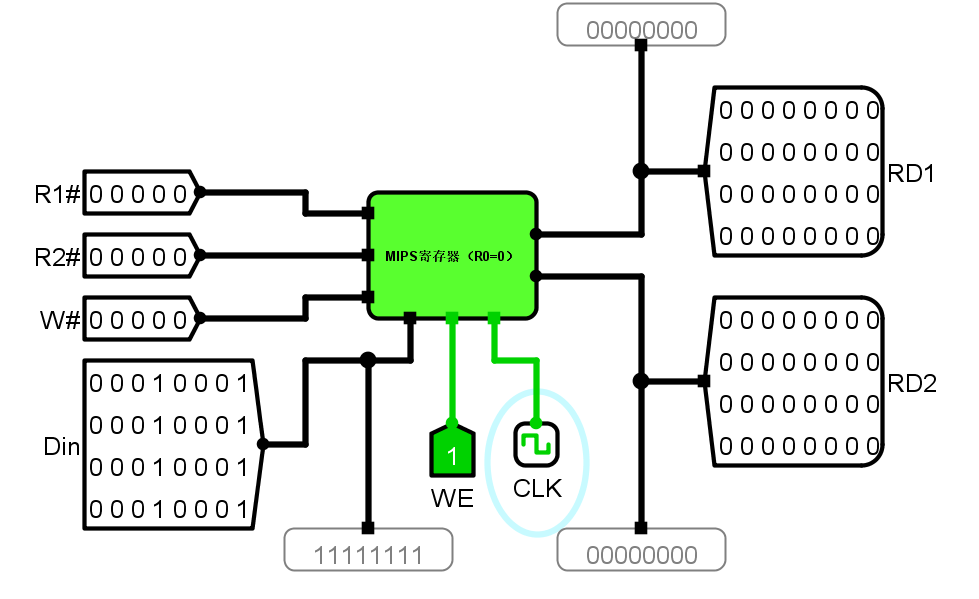 00000000
0 0 0 0 0 0 0 0
0 0 0 0 0 0 0 0
0 0 0 0 0 0 0 0
0 0 0 0 0 0 0 0
RD1
R1# 0 0 0 0 0
R2# 0 0 0 0 0
W# 0 0 0 0 0
MIPS寄存器（R0=0）
Din
0 0 0 1 0 0 0 1
0 0 0 1 0 0 0 1
0 0 0 1 0 0 0 1
0 0 0 1 0 0 0 1
1
WE
CLK
0 0 0 0 0 0 0 0
0 0 0 0 0 0 0 0
0 0 0 0 0 0 0 0
0 0 0 0 0 0 0 0
RD2
11111111
00000000